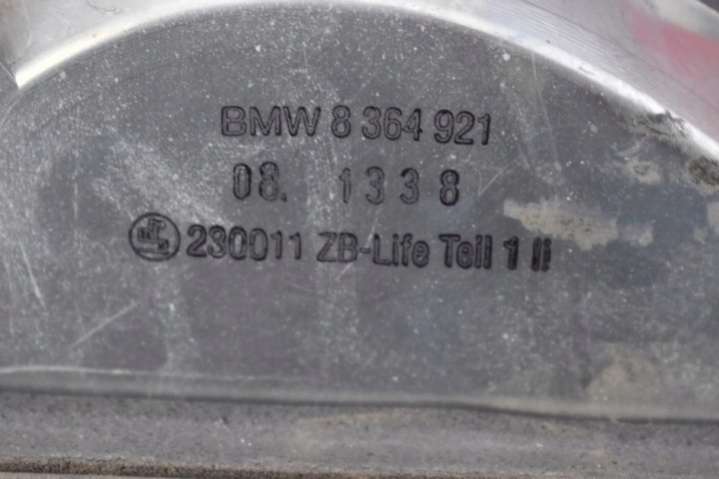 BMW 8 364 921
08. 1338
230011 ZB-Life Teil 1 li